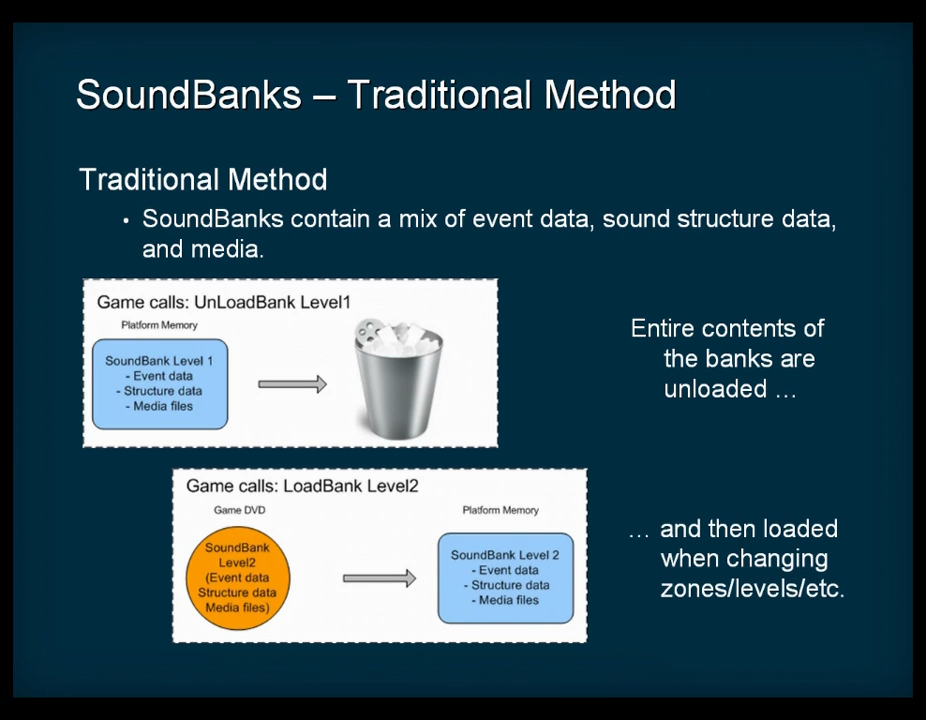 SoundBanks – Traditional Method
Traditional Method
• SoundBanks contain a mix of event data, sound structure data,
and media.
Game calls: UnLoadBank Level1
Platform Memory
SoundBank Level 1
- Event data
- Structure data
- Media files
Entire contents of
the banks are
unloaded …
Game calls: LoadBank Level2
Game DVD
SoundBank
Level2
(Event data
Structure data
Media files)
Platform Memory
SoundBank Level 2
- Event data
- Structure data
- Media files
… and then loaded
when changing
zones/levels/etc.